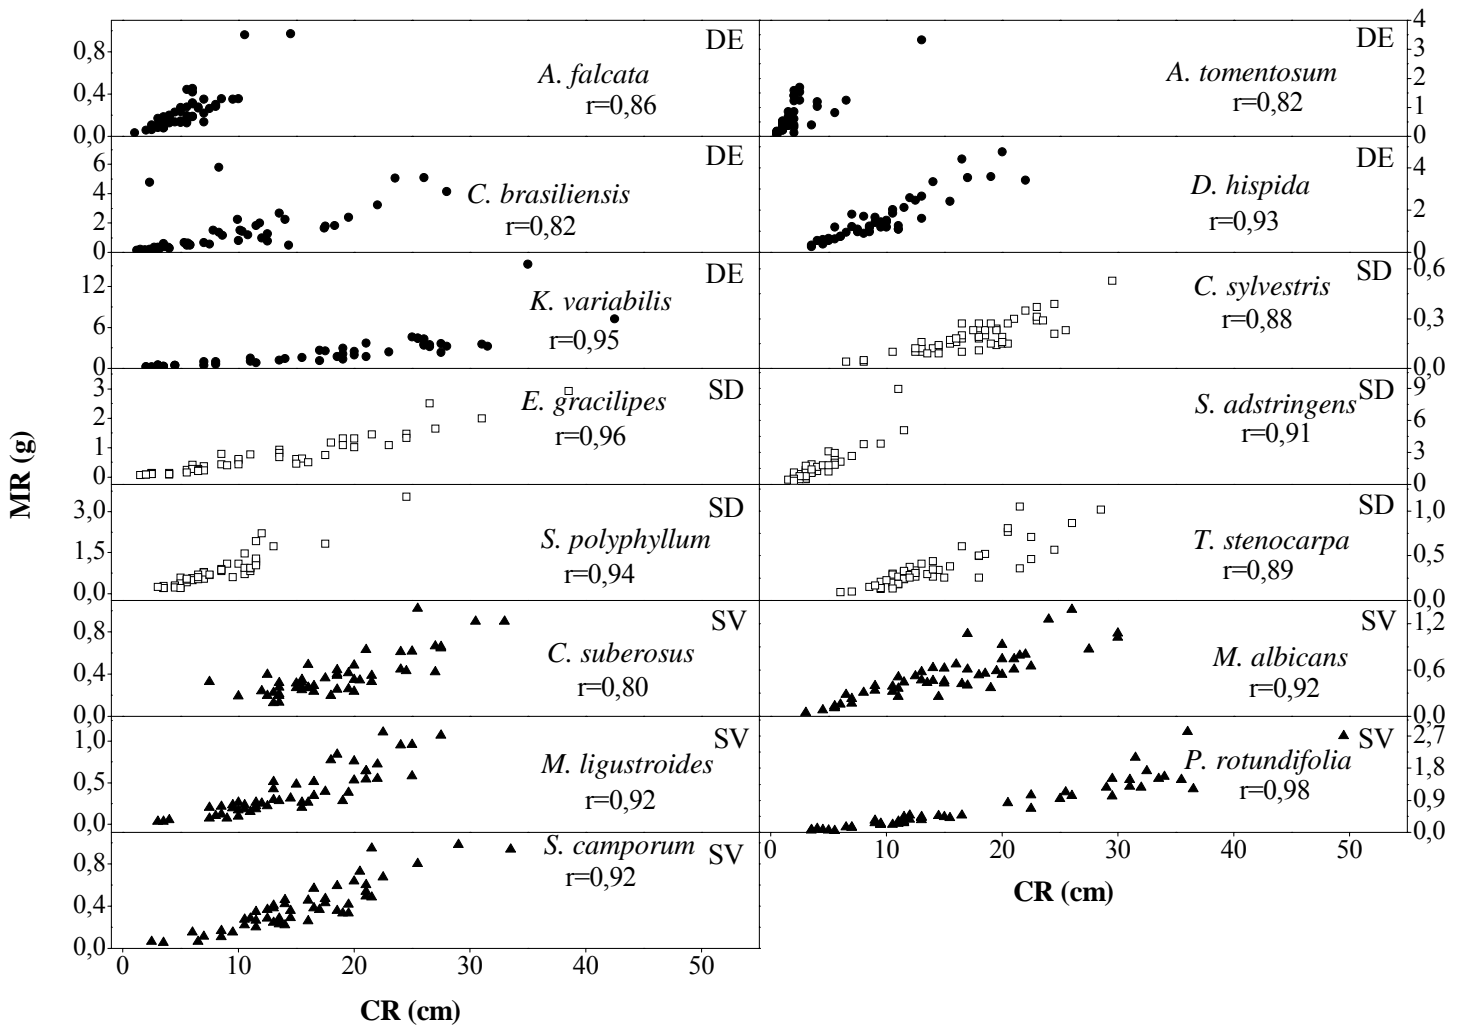 DE
A. falcata
r=0,86
0,8
0,4
0,0
DE
A. tomentosum
r=0,82
4
3
2
1
0
DE
C. brasiliensis
r=0,82
6
4
2
0
DE
D. hispida
r=0,93
4
2
0
DE
K. variabilis
r=0,95
12
6
0
SD
C. sylvestris
r=0,88
0,6
0,3
0,0
SD
E. gracilipes
r=0,96
3
2
1
0
SD
S. adstringens
r=0,91
9
6
3
0
SD
S. polyphyllum
r=0,94
3,0
1,5
0,0
SD
T. stenocarpa
r=0,89
1,0
0,5
0,0
SV
C. suberosus
r=0,80
0,8
0,4
0,0
SV
M. albicans
r=0,92
1,2
0,6
0,0
SV
M. ligustroides
r=0,92
1,0
0,5
0,0
SV
P. rotundifolia
r=0,98
2,7
1,8
0,9
0,0
0 10 20 30 40 50
CR (cm)
SV
S. camporum
r=0,92
0,8
0,4
0,0
0 10 20 30 40 50
CR (cm)
MR (g)